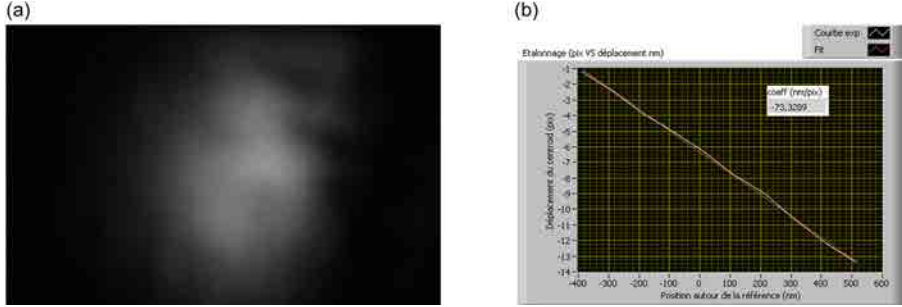 (a)
(b)
Courbe exp
Fit
Etalonnage (pix VS déplacement nm)
coeff (nm/pix)
-73,3289
Déplacement du centroid (pix)
-1
-2
-3
-4
-5
-6
-7
-8
-9
-10
-11
-12
-13
-14
-400 -300 -200 -100 0 100 200 300 400 500 600
Position autour de la référence (nm)